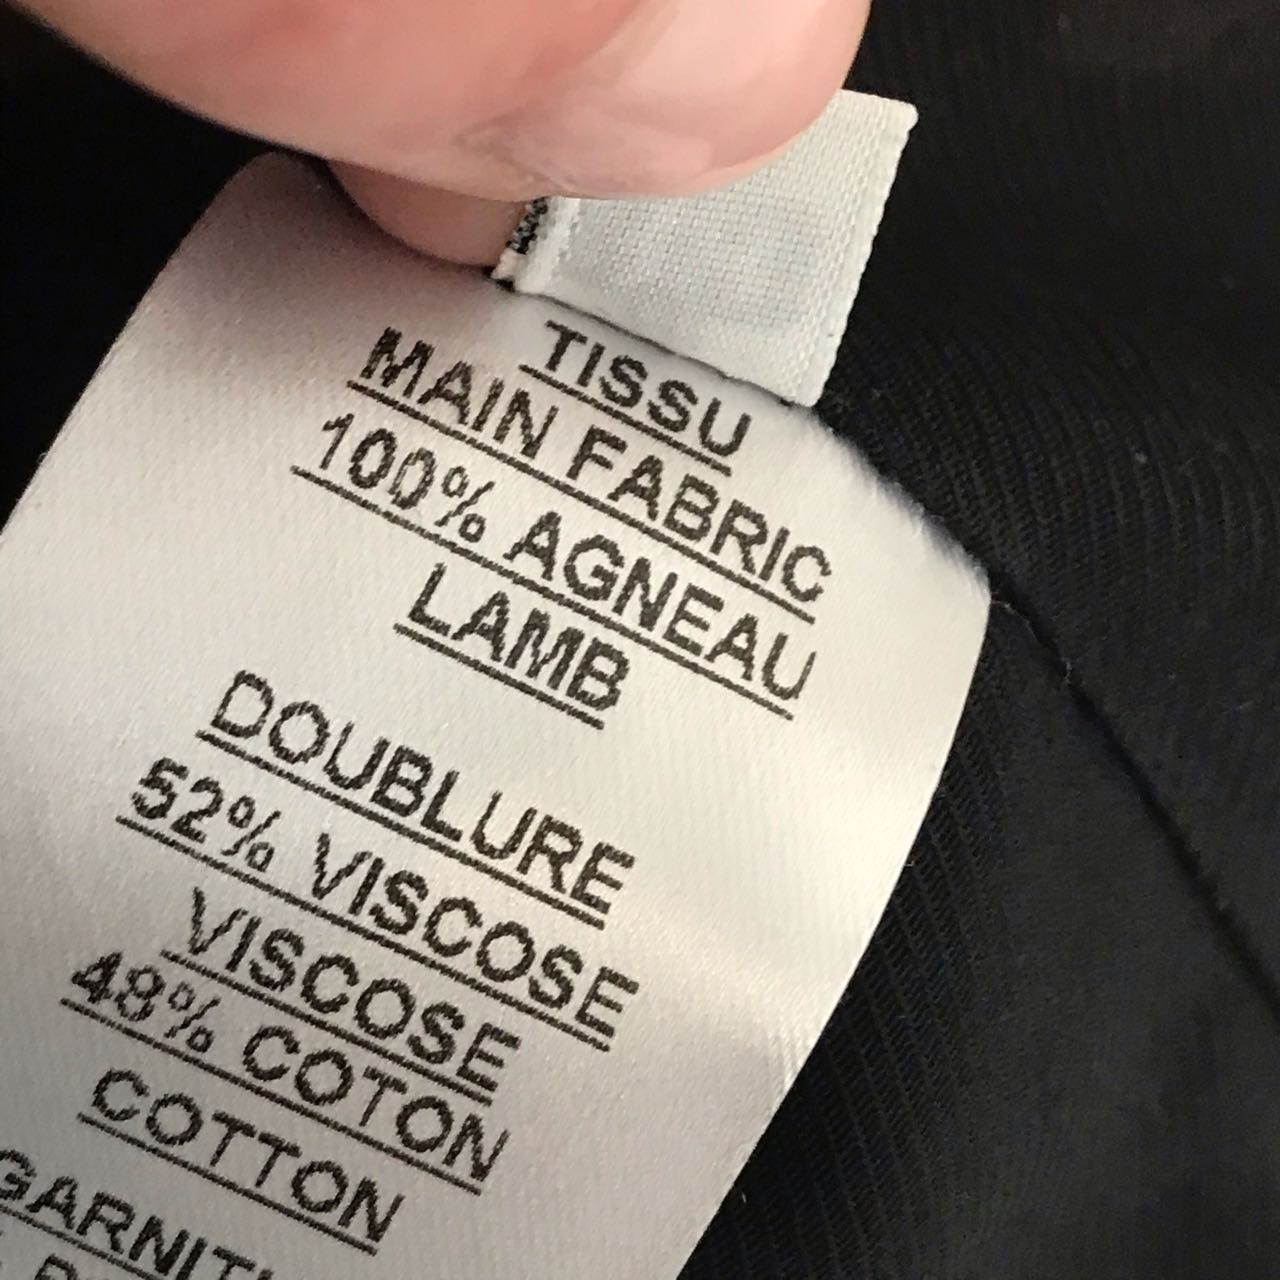 TISSU
MAIN FABRIC
100% AGNEAU
LAMB
DOUBLURE
52% VISCOSE
VISCOSE
48% COTON
COTTON